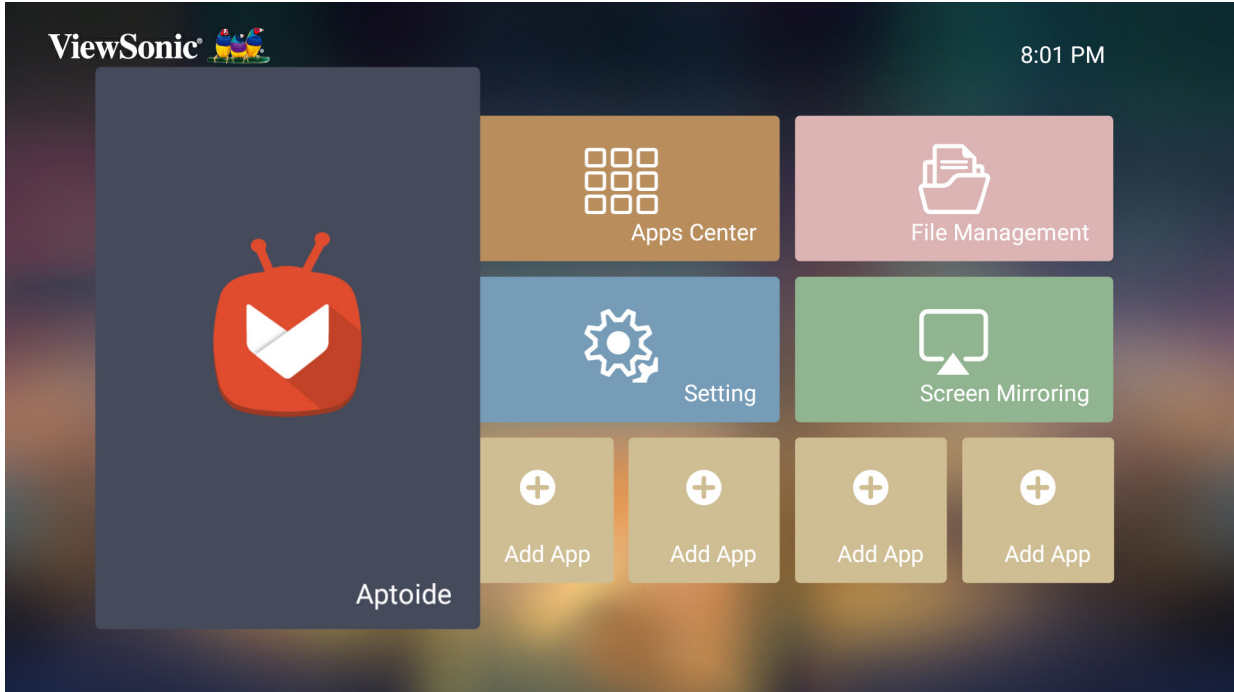 ViewSonic®
8:01 PM
Apps Center
File Management
Setting
Screen Mirroring
Add App
Add App
Add App
Add App
Aptoide